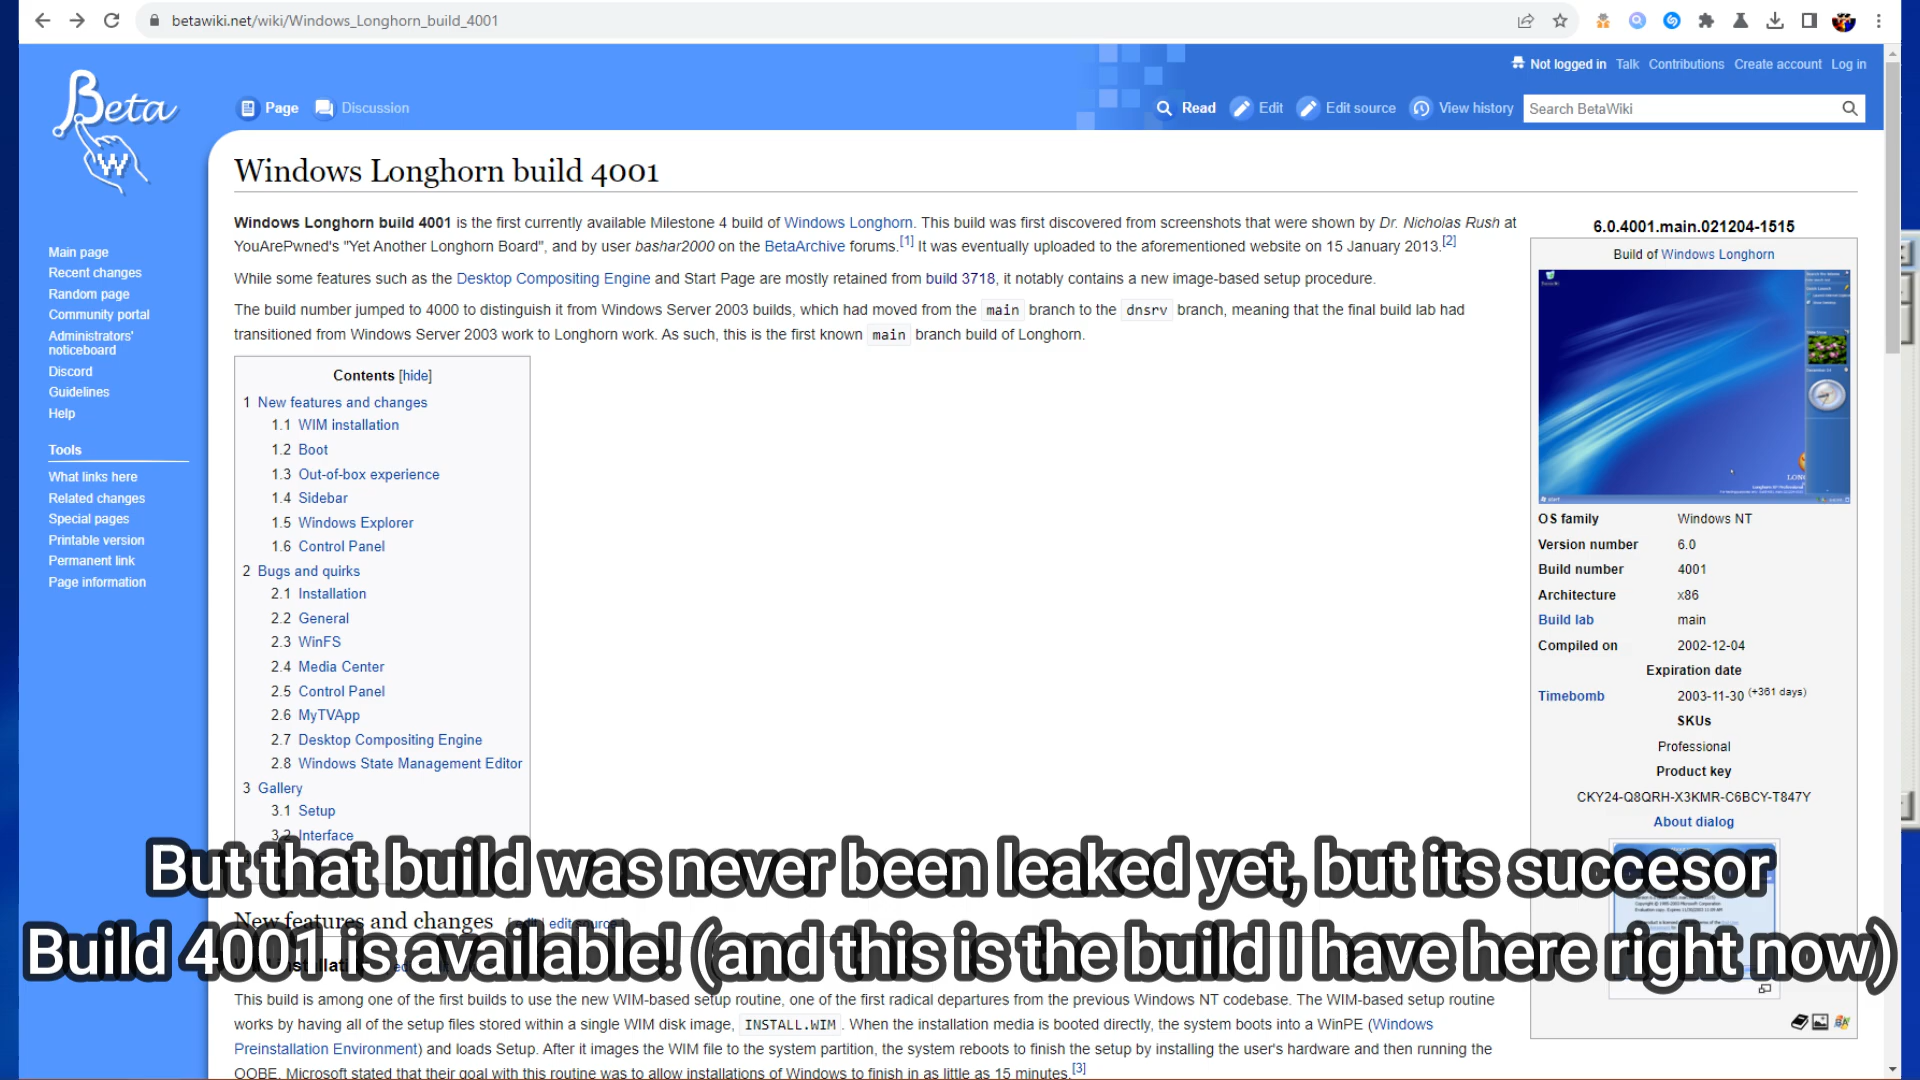 betawiki.net/wiki/Windows_Longhorn_build_4001
Not logged in Talk Contributions Create account Log in
Beta
W
Page Discussion
Read Edit Edit source View history Search BetaWiki
Windows Longhorn build 4001
Windows Longhorn build 4001 is the first currently available Milestone 4 build of Windows Longhorn. This build was first discovered from screenshots that were shown by Dr. Nicholas Rush at
YouArePwned's "Yet Another Longhorn Board", and by user bashar2000 on the BetaArchive forums.[1] It was eventually uploaded to the aforementioned website on 15 January 2013.[2]
While some features such as the Desktop Compositing Engine and Start Page are mostly retained from build 3718, it notably contains a new image-based setup procedure.
The build number jumped to 4000 to distinguish it from Windows Server 2003 builds, which had moved from the main branch to the dnsrv branch, meaning that the final build lab had
transitioned from Windows Server 2003 work to Longhorn work. As such, this is the first known main branch build of Longhorn.
Main page
Recent changes
Random page
Community portal
Administrators'
noticeboard
Discord
Guidelines
Help
Tools
What links here
Related changes
Special pages
Printable version
Permanent link
Page information
Contents [hide]
1 New features and changes
1.1 WIM installation
1.2 Boot
1.3 Out-of-box experience
1.4 Sidebar
1.5 Windows Explorer
1.6 Control Panel
2 Bugs and quirks
2.1 Installation
2.2 General
2.3 WinFS
2.4 Media Center
2.5 Control Panel
2.6 MyTVApp
2.7 Desktop Compositing Engine
2.8 Windows State Management Editor
3 Gallery
3.1 Setup
3.2 Interface
6.0.4001.main.021204-1515
Build of Windows Longhorn
OS family Windows NT
Version number 6.0
Build number 4001
Architecture x86
Build lab main
Compiled on 2002-12-04
Expiration date
Timebomb 2003-11-30 (+361 days)
SKUs
Professional
Product key
CKY24-Q8QRH-X3KMR-C6BCY-T847Y
About dialog
But that build was never been leaked yet, but its succesor
Build 4001 is available! (and this is the build I have here right now)
New features and changes [edit | edit source]
This build is among one of the first builds to use the new WIM-based setup routine, one of the first radical departures from the previous Windows NT codebase. The WIM-based setup routine
works by having all of the setup files stored within a single WIM disk image, INSTALL.WIM. When the installation media is booted directly, the system boots into a WinPE (Windows
Preinstallation Environment) and loads Setup. After it images the WIM file to the system partition, the system reboots to finish the setup by installing the user's hardware and then running the
OOBE. Microsoft stated that their goal with this routine was to allow installations of Windows to finish in as little as 15 minutes.[3]